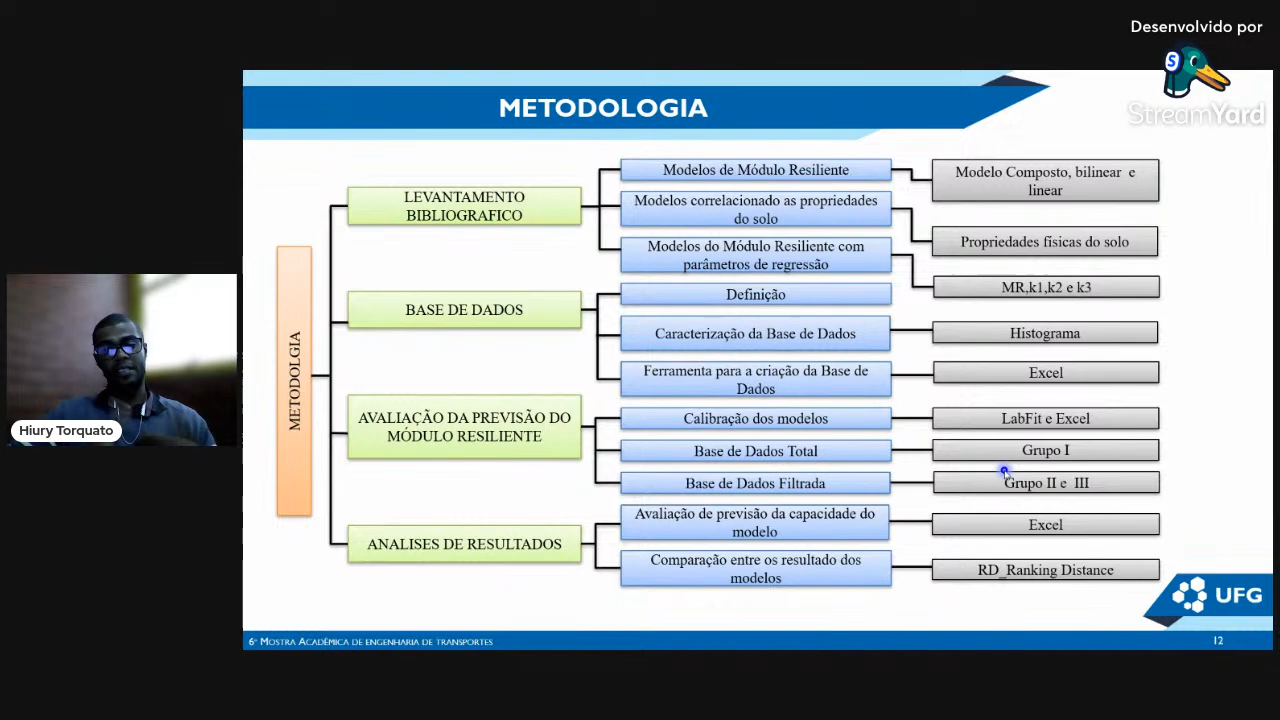 Desenvolvido por
StreamYard
METODOLOGIA
METODOLGIA
LEVANTAMENTO
BIBLIOGRAFICO
Modelos de Módulo Resiliente
Modelo Composto, bilinear e
linear
Modelos correlacionado as propriedades
do solo
Propriedades físicas do solo
Modelos do Módulo Resiliente com
parâmetros de regressão
MR,k1,k2 e k3
BASE DE DADOS
Definição
Caracterização da Base de Dados
Histograma
Ferramenta para a criação da Base de
Dados
Excel
AVALIAÇÃO DA PREVISÃO DO
MÓDULO RESILIENTE
Calibração dos modelos
LabFit e Excel
Base de Dados Total
Grupo I
Base de Dados Filtrada
Grupo II e III
ANALISES DE RESULTADOS
Avaliação de previsão da capacidade do
modelo
Excel
Comparação entre os resultado dos
modelos
RD_Ranking Distance
Hiury Torquato
UFG
6º MOSTRA ACADÊMICA DE ENGENHARIA DE TRANSPORTES
12